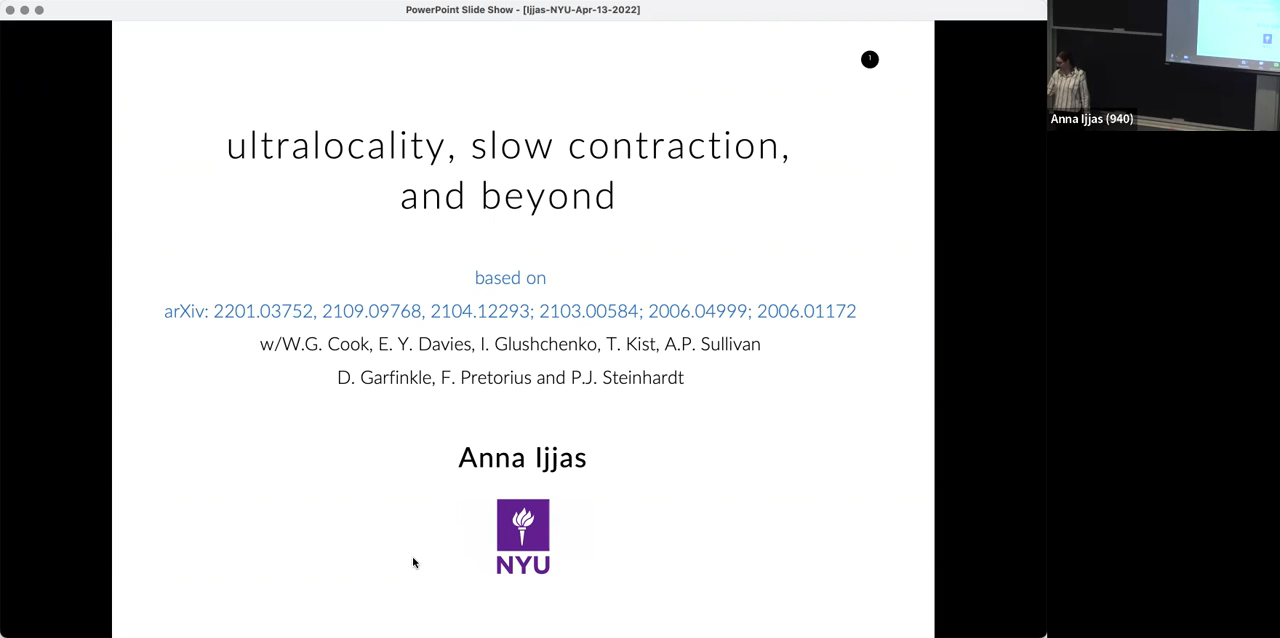 PowerPoint Slide Show - [Ijjas-NYU-Apr-13-2022]
1
ultralocality, slow contraction,
and beyond
based on
arXiv: 2201.03752, 2109.09768, 2104.12293; 2103.00584; 2006.04999; 2006.01172
w/W.G. Cook, E. Y. Davies, I. Glushchenko, T. Kist, A.P. Sullivan
D. Garfinkle, F. Pretorius and P.J. Steinhardt
Anna Ijjas
NYU
Anna Ijjas (940)